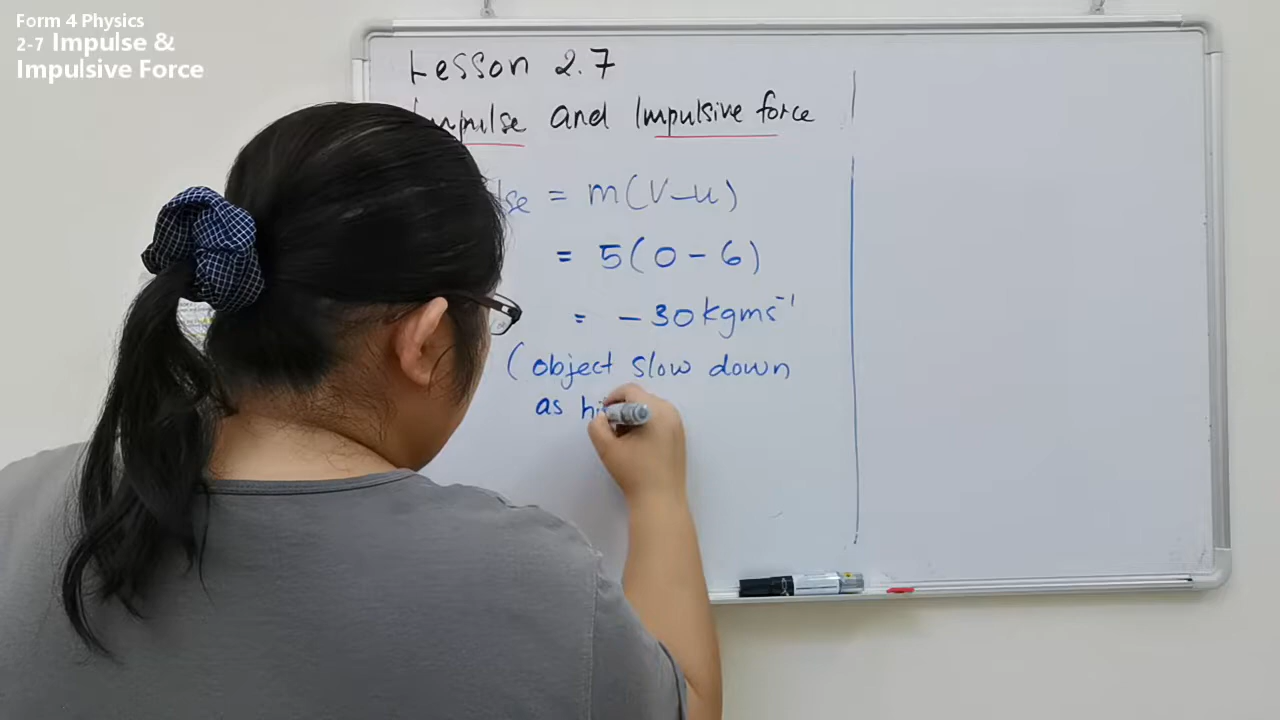 Form 4 Physics
2-7 Impulse &
Impulsive Force
Lesson 2.7
Impulse and Impulsive force
= m(v-u)
= 5(0-6)
= -30kgms⁻¹
(object slow down
as